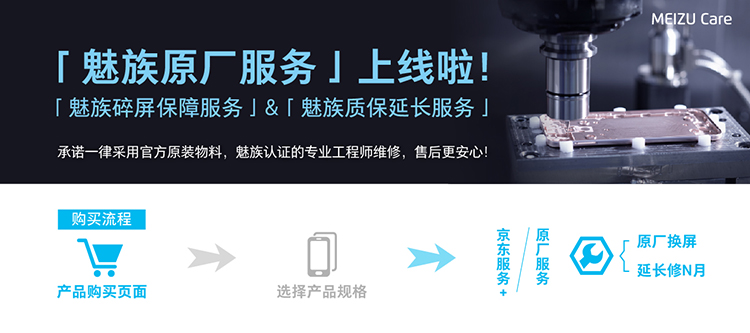 MEIZU Care
「魅族原厂服务」上线啦!
「魅族碎屏保障服务」&「魅族质保延长服务」
承诺一律采用官方原装物料，魅族认证的专业工程师维修，售后更安心!
购买流程
产品购买页面
选择产品规格
京东服务+
原厂服务
原厂换屏
延长修N月